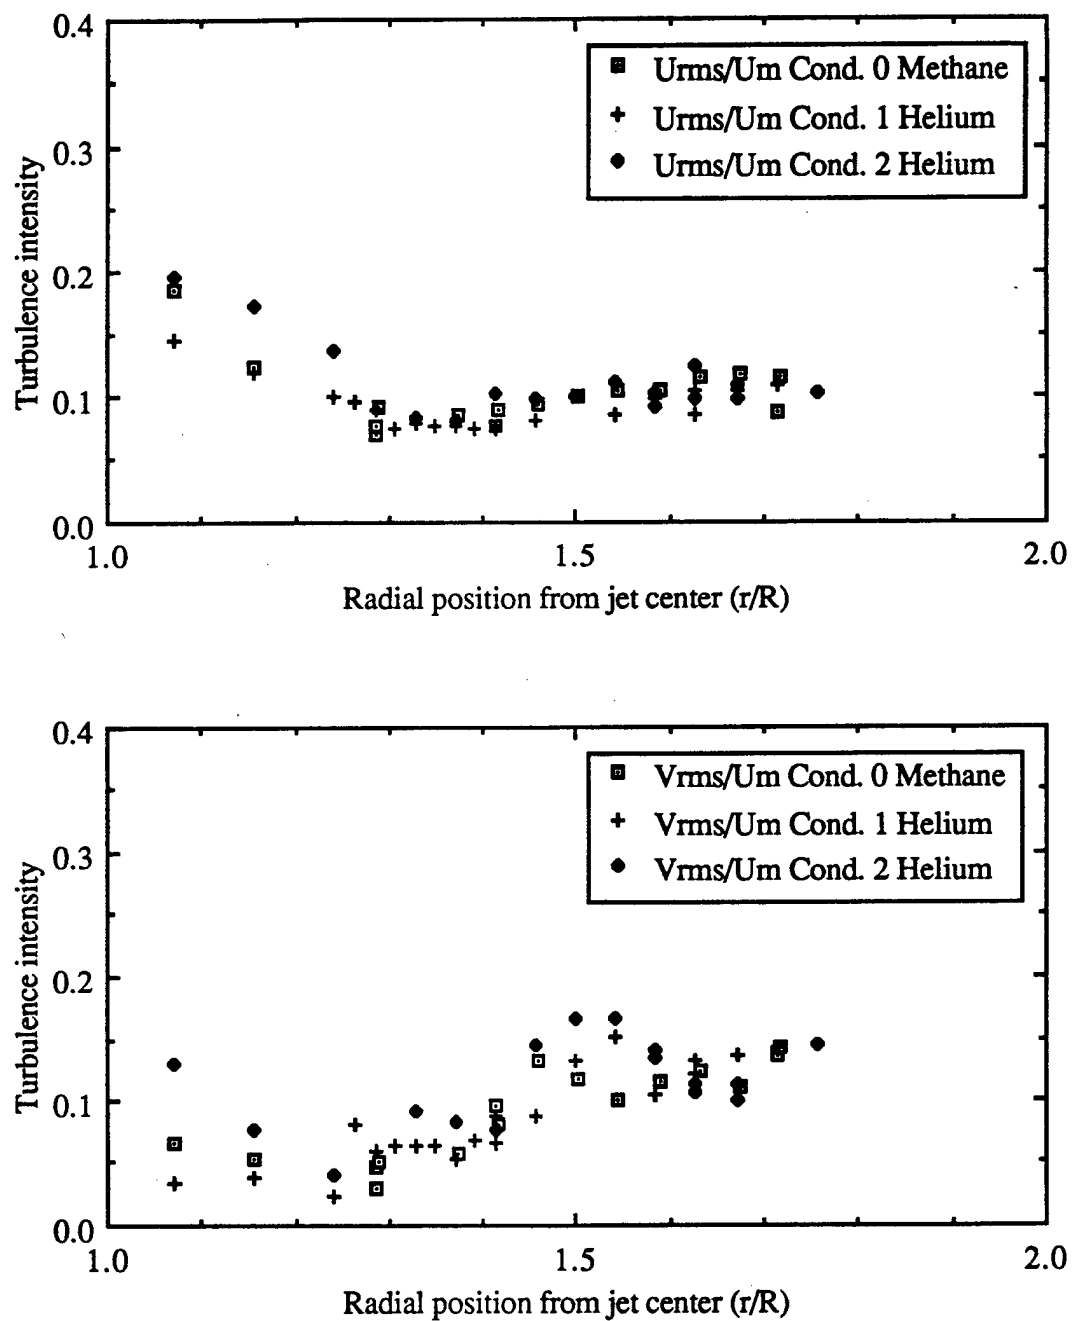 0.4
Urms/Um Cond. 0 Methane
Urms/Um Cond. 1 Helium
Urms/Um Cond. 2 Helium
0.3
0.2
0.1
0.0
Turbulence intensity
1.0 1.5 2.0
Radial position from jet center (r/R)
0.4
Vrms/Um Cond. 0 Methane
Vrms/Um Cond. 1 Helium
Vrms/Um Cond. 2 Helium
0.3
0.2
0.1
0.0
Turbulence intensity
1.0 1.5 2.0
Radial position from jet center (r/R)